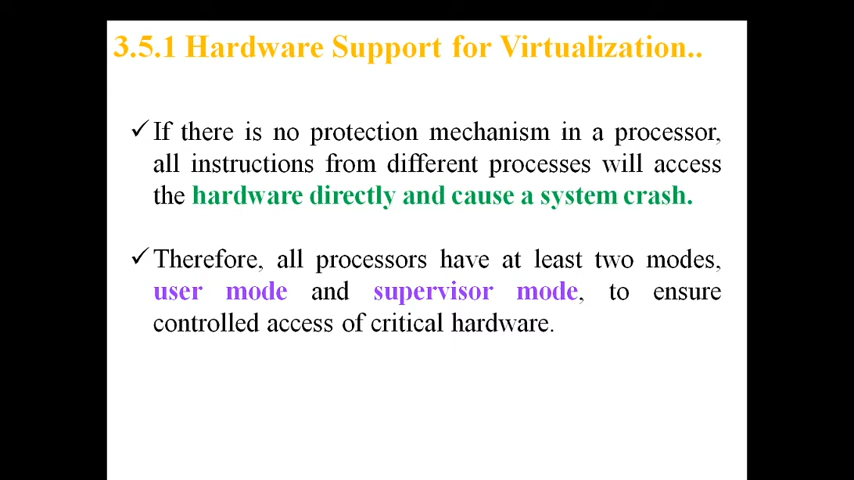 3.5.1 Hardware Support for Virtualization..
✓If there is no protection mechanism in a processor,
all instructions from different processes will access
the hardware directly and cause a system crash.
✓Therefore, all processors have at least two modes,
user mode and supervisor mode, to ensure
controlled access of critical hardware.